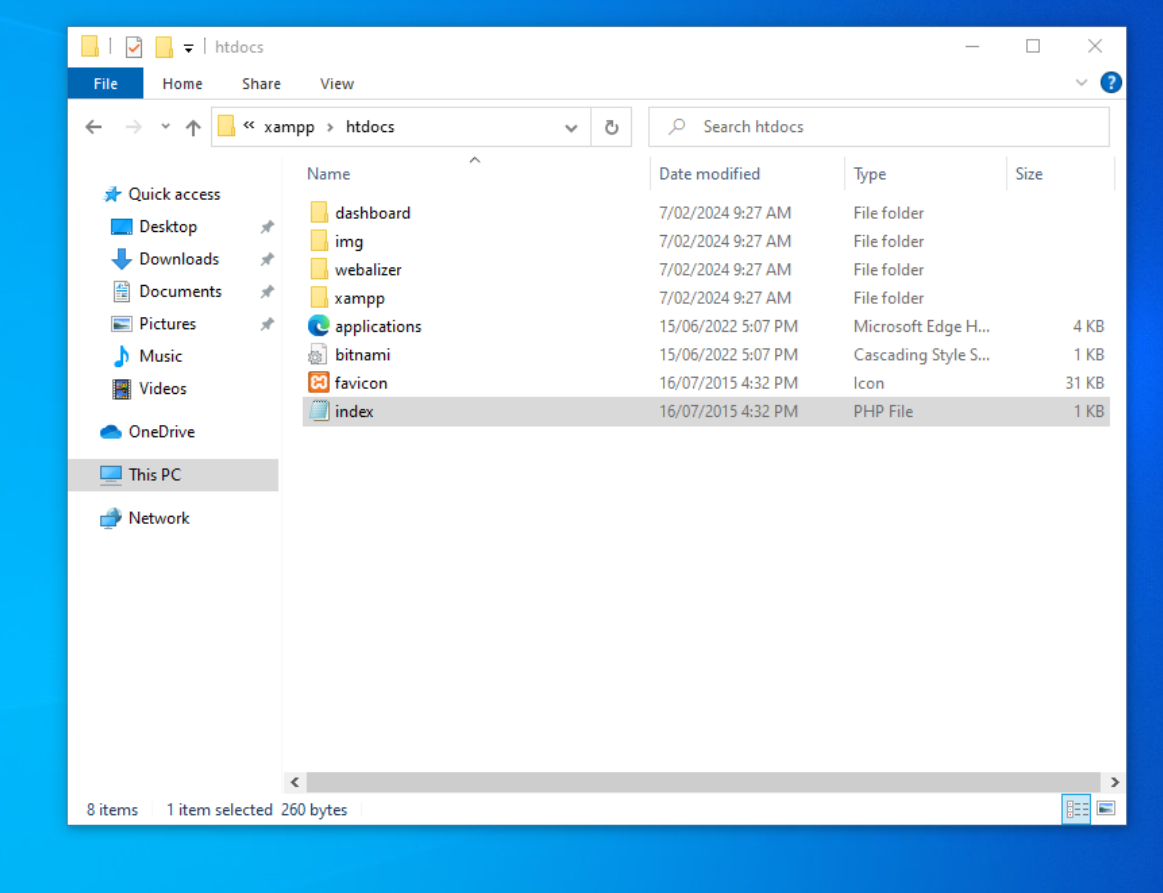 htdocs
File Home Share View
« xampp > htdocs Search htdocs
Name Date modified Type Size
Quick access
Desktop
Downloads
Documents
Pictures
Music
Videos
OneDrive
This PC
Network
dashboard 7/02/2024 9:27 AM File folder
img 7/02/2024 9:27 AM File folder
webalizer 7/02/2024 9:27 AM File folder
xampp 7/02/2024 9:27 AM File folder
applications 15/06/2022 5:07 PM Microsoft Edge H... 4 KB
bitnami 15/06/2022 5:07 PM Cascading Style S... 1 KB
favicon 16/07/2015 4:32 PM Icon 31 KB
index 16/07/2015 4:32 PM PHP File 1 KB
8 items 1 item selected 260 bytes